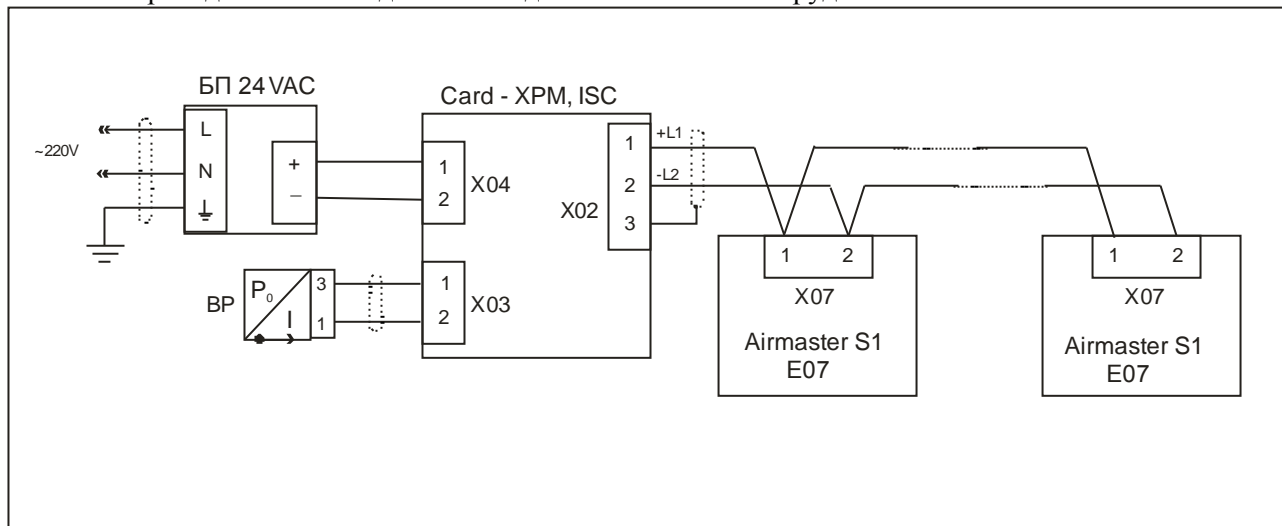 БП 24 VAC
~220V
L
N
+
−
Card - XPM, ISC
1
2
X04
X02
1
2
3
+L1
-L2
BP
P₀
I
3
1
1
2
X03
1 2
X07
Airmaster S1
E07
1 2
X07
Airmaster S1
E07